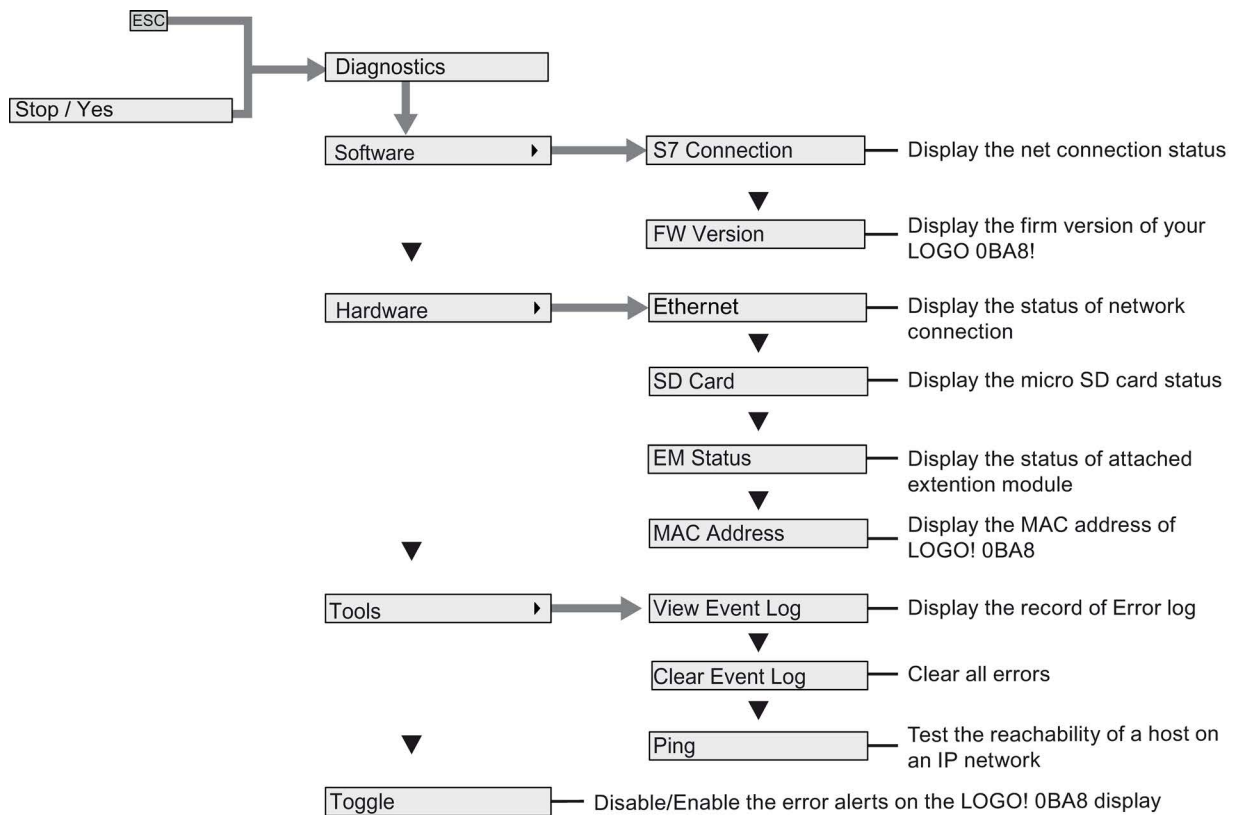 ESC
Stop / Yes
Diagnostics
Software
S7 Connection
Display the net connection status
FW Version
Display the firm version of your
LOGO 0BA8!
Hardware
Ethernet
Display the status of network
connection
SD Card
Display the micro SD card status
EM Status
Display the status of attached
extention module
MAC Address
Display the MAC address of
LOGO! 0BA8
Tools
View Event Log
Display the record of Error log
Clear Event Log
Clear all errors
Ping
Test the reachability of a host on
an IP network
Toggle
Disable/Enable the error alerts on the LOGO! 0BA8 display